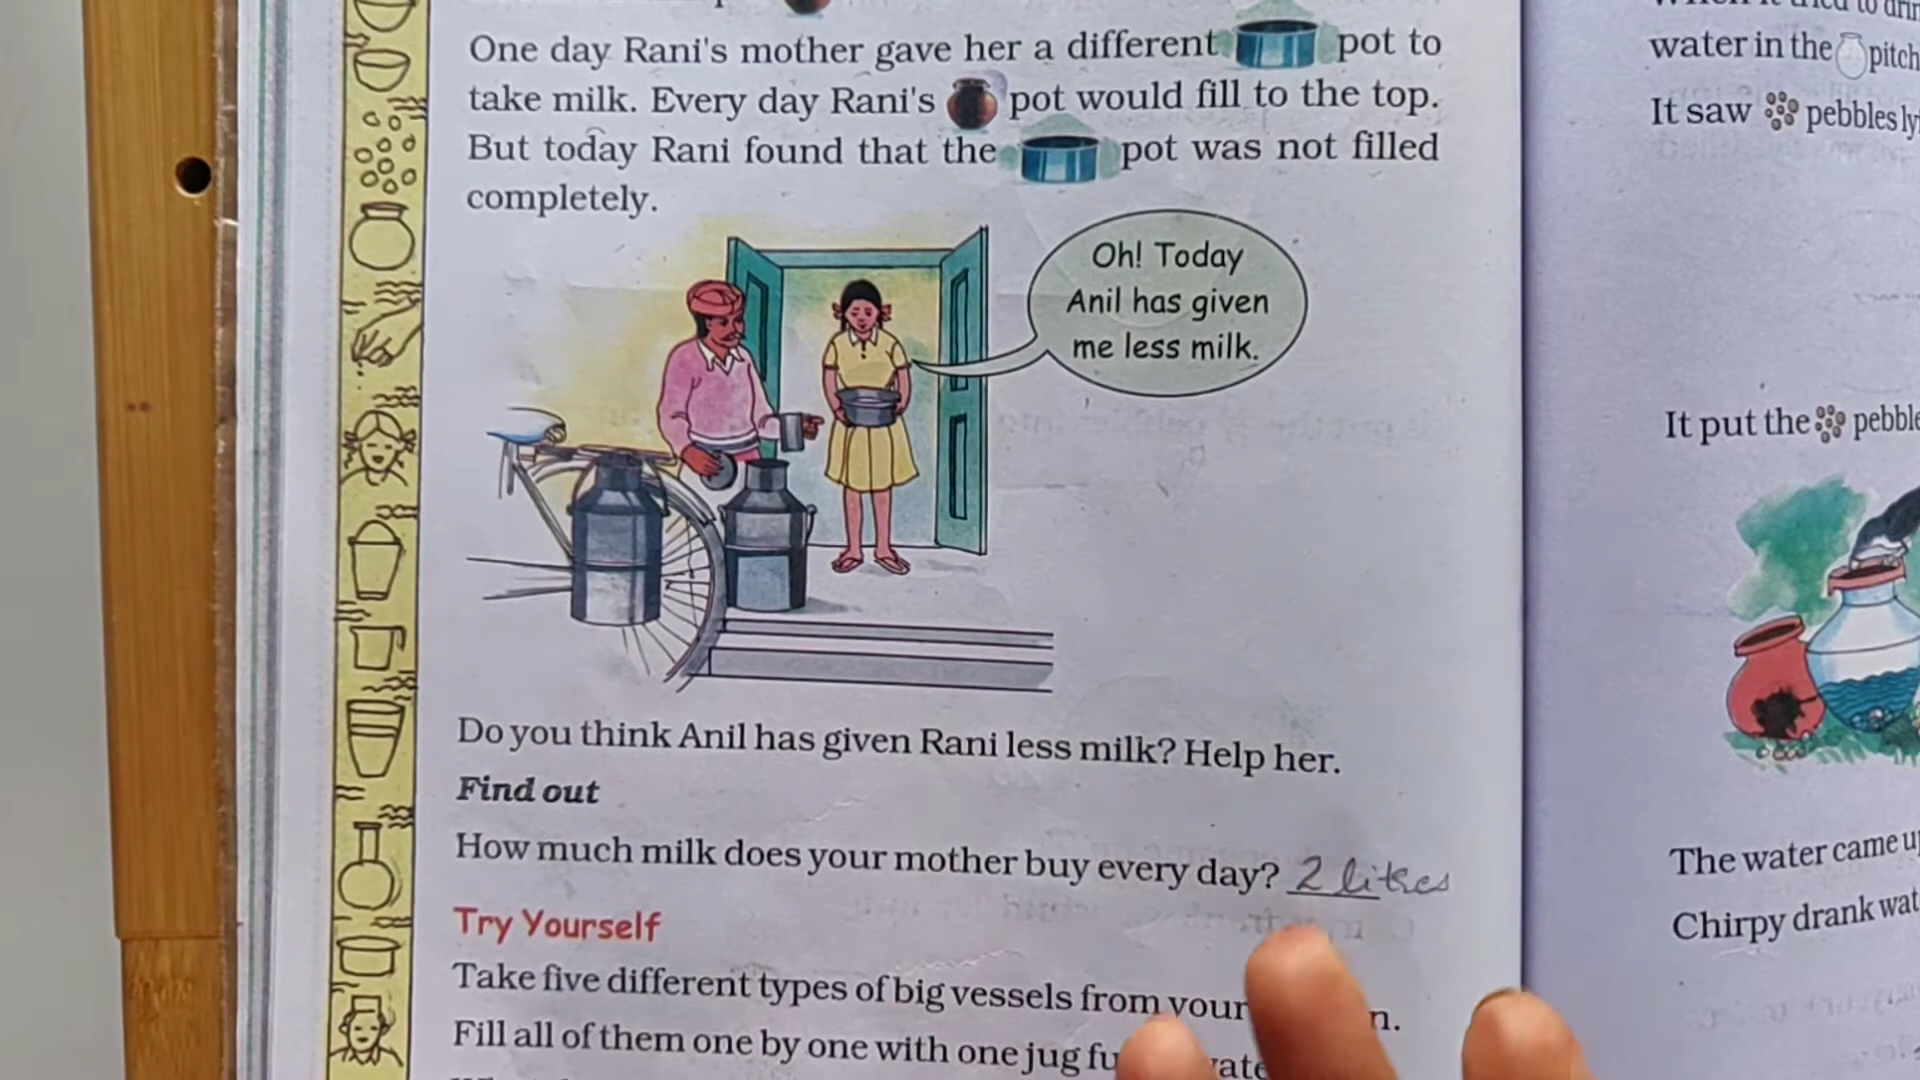 One day Rani's mother gave her a different pot to
take milk. Every day Rani's pot would fill to the top.
But today Rani found that the pot was not filled
completely.
Oh! Today
Anil has given
me less milk.
Do you think Anil has given Rani less milk? Help her.
Find out
How much milk does your mother buy every day? 2 litres
Try Yourself
Take five different types of big vessels from your
Fill all of them one by one with one jug
water in the
It saw pebbles
It put the
The water came
Chirpy drank